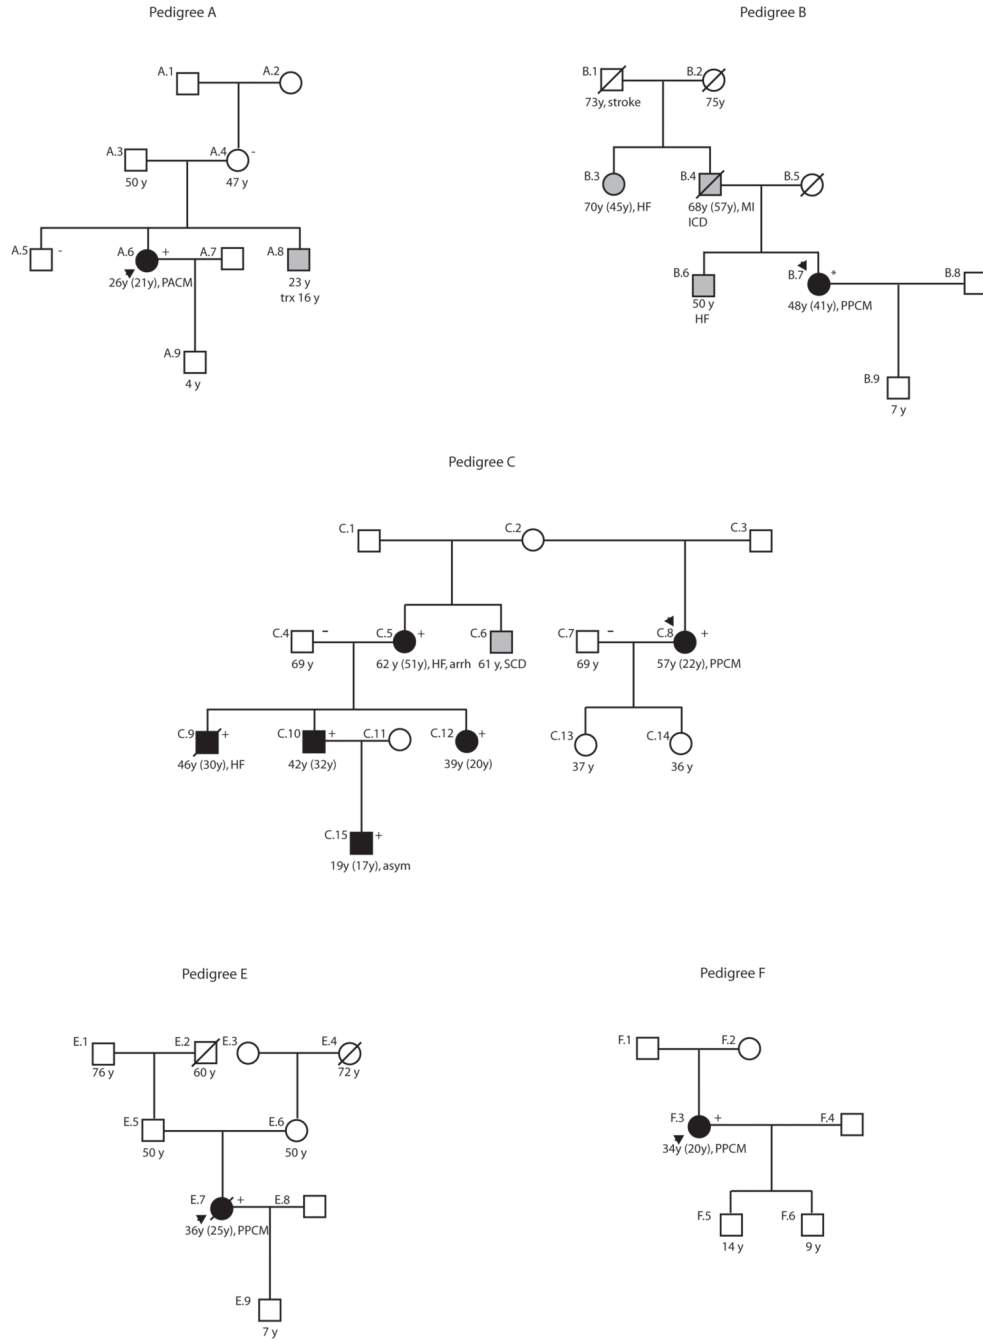 Pedigree A
Pedigree B
A.1 A.2
B.1 B.2
73y, stroke 75y
A.3 A.4 -
50 y 47 y
B.3 B.4 B.5
70y (45y), HF 68y (57y), MI
ICD
A.5 - A.6 + A.7 A.8
26y (21y), PACM 23 y
trx 16 y
B.6 B.7 * B.8
50 y 48y (41y), PPCM
HF
A.9
4 y
B.9
7 y
Pedigree C
C.1 C.2 C.3
C.4 - C.5 + C.6 C.7 - C.8 +
69 y 62 y (51y), HF, arrh 61 y, SCD 69 y 57y (22y), PPCM
C.9 + C.10 + C.11 C.12 + C.13 C.14
46y (30y), HF 42y (32y) 39y (20y) 37 y 36 y
C.15 +
19y (17y), asym
Pedigree E
Pedigree F
E.1 E.2 E.3 E.4
76 y 60 y 72 y
F.1 F.2
E.5 E.6
50 y 50 y
F.3 + F.4
34y (20y), PPCM
E.7 + E.8
36y (25y), PPCM
F.5 F.6
14 y 9 y
E.9
7 y